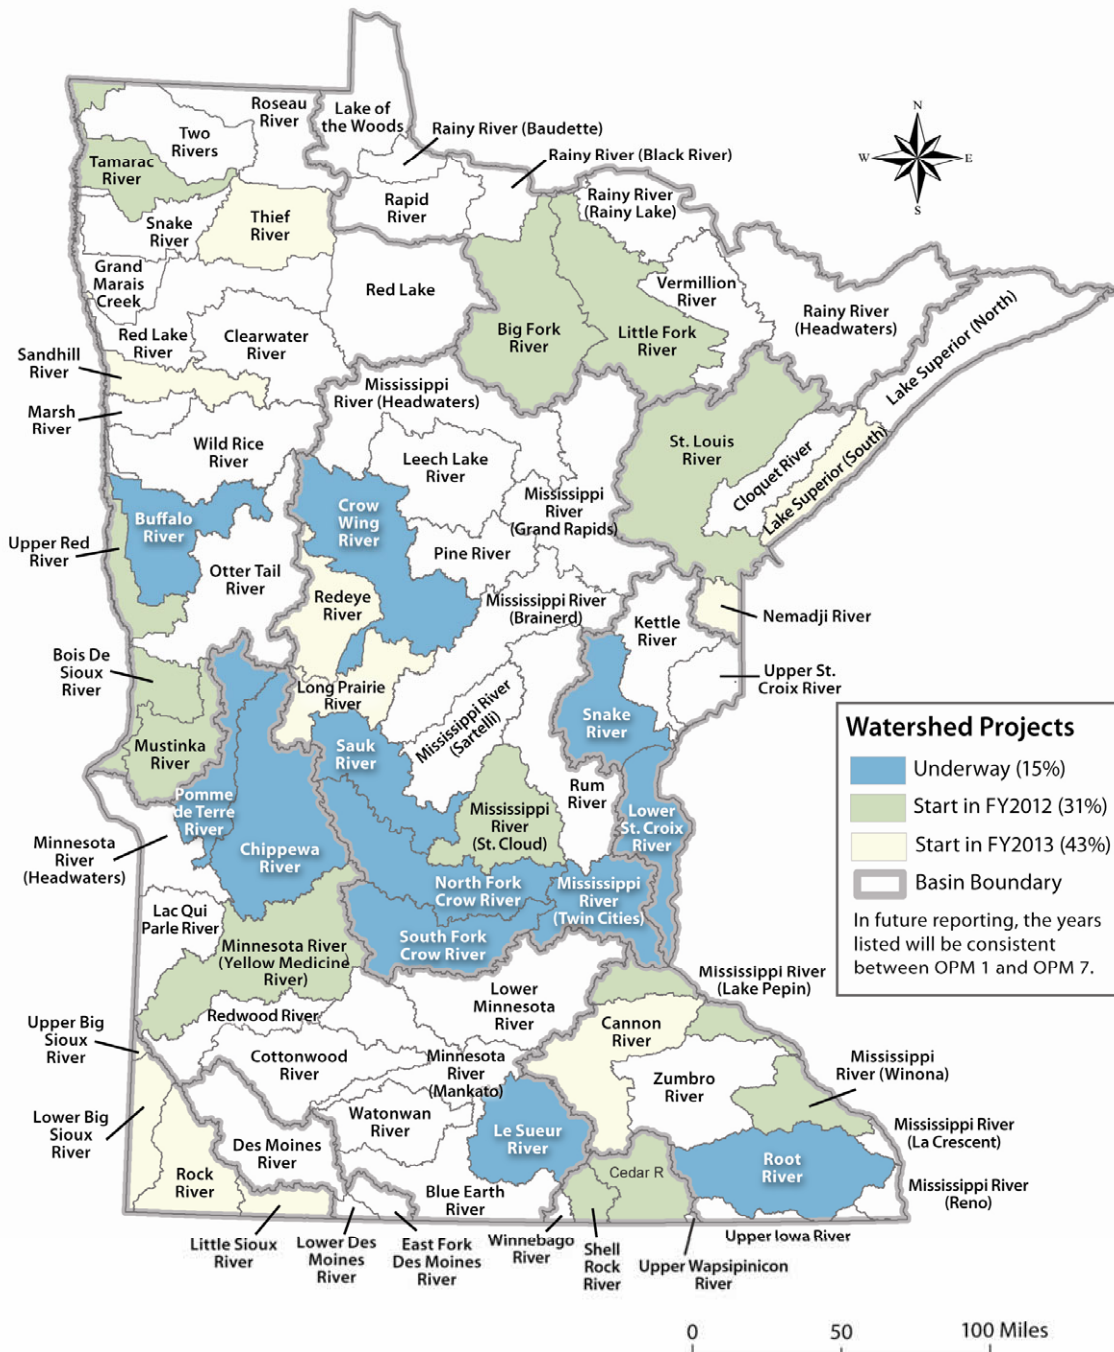 Roseau
River
Lake of
the Woods
Rainy River (Baudette)
Rainy River (Black River)
N
W
E
S
Two
Rivers
Tamarac
River
Rapid
River
Rainy River
(Rainy Lake)
Snake
River
Thief
River
Grand
Marais
Creek
Red Lake
Vermillion
River
Rainy River
(Headwaters)
Lake Superior (North)
Red Lake
River
Clearwater
River
Big Fork
River
Little Fork
River
Sandhill
River
Mississippi
River (Headwaters)
Marsh
River
Wild Rice
River
Leech Lake
River
St. Louis
River
Cloquet River
Lake Superior (South)
Mississippi
River
(Grand Rapids)
Buffalo
River
Crow
Wing
River
Upper Red
River
Otter Tail
River
Pine River
Redeye
River
Mississippi River
(Brainerd)
Kettle
River
Nemadji River
Bois De
Sioux
River
Long Prairie
River
Upper St.
Croix River
Mississippi River
(Sartelli)
Snake
River
Mustinka
River
Sauk
River
Watershed Projects
Underway (15%)
Start in FY2012 (31%)
Start in FY2013 (43%)
Basin Boundary
In future reporting, the years
listed will be consistent
between OPM 1 and OPM 7.
Pomme
de Terre
River
Rum
River
Mississippi
River
(St. Cloud)
Lower
St. Croix
River
Minnesota
River
(Headwaters)
Chippewa
River
North Fork
Crow River
Mississippi
River
(Twin Cities)
Lac Qui
Parle River
South Fork
Crow River
Minnesota River
(Yellow Medicine
River)
Mississippi River
(Lake Pepin)
Lower
Minnesota
River
Redwood River
Upper Big
Sioux
River
Cannon
River
Cottonwood
River
Minnesota
River
(Mankato)
Zumbro
River
Mississippi
River (Winona)
Lower Big
Sioux
River
Watonwan
River
Le Sueur
River
Mississippi River
(La Crescent)
Des Moines
River
Rock
River
Cedar R
Root
River
Mississippi River
(Reno)
Blue Earth
River
Upper Iowa River
Little Sioux
River
Lower Des
Moines
River
East Fork
Des Moines
River
Winnebago
River
Shell
Rock
River
Upper Wapsipinicon
River
0 50 100 Miles